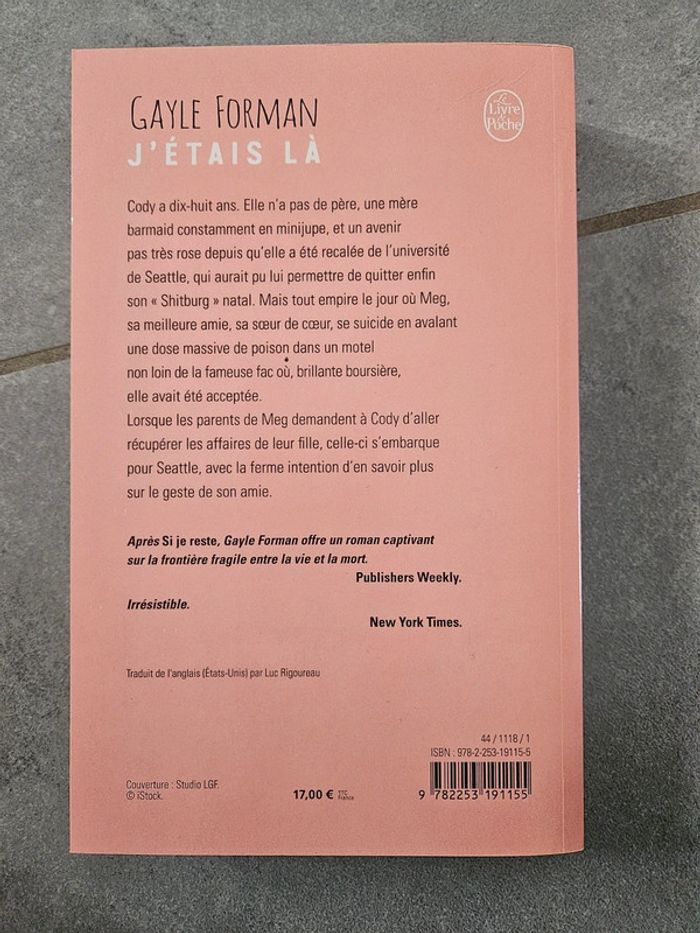 GAYLE FORMAN
J'ÉTAIS LÀ
Le
Livre
de
Poche
Cody a dix-huit ans. Elle n'a pas de père, une mère
barmaid constamment en minijupe, et un avenir
pas très rose depuis qu'elle a été recalée de l'université
de Seattle, qui aurait pu lui permettre de quitter enfin
son « Shitburg » natal. Mais tout empire le jour où Meg,
sa meilleure amie, sa sœur de cœur, se suicide en avalant
une dose massive de poison dans un motel
non loin de la fameuse fac où, brillante boursière,
elle avait été acceptée.
Lorsque les parents de Meg demandent à Cody d'aller
récupérer les affaires de leur fille, celle-ci s'embarque
pour Seattle, avec la ferme intention d'en savoir plus
sur le geste de son amie.
Après Si je reste, Gayle Forman offre un roman captivant
sur la frontière fragile entre la vie et la mort.
Publishers Weekly.
Irrésistible.
New York Times.
Traduit de l'anglais (États-Unis) par Luc Rigoureau
44 / 1118 / 1
ISBN : 978-2-253-19115-5
Couverture : Studio LGF.
© iStock.
17,00 € TTC
France
9 782253 191155